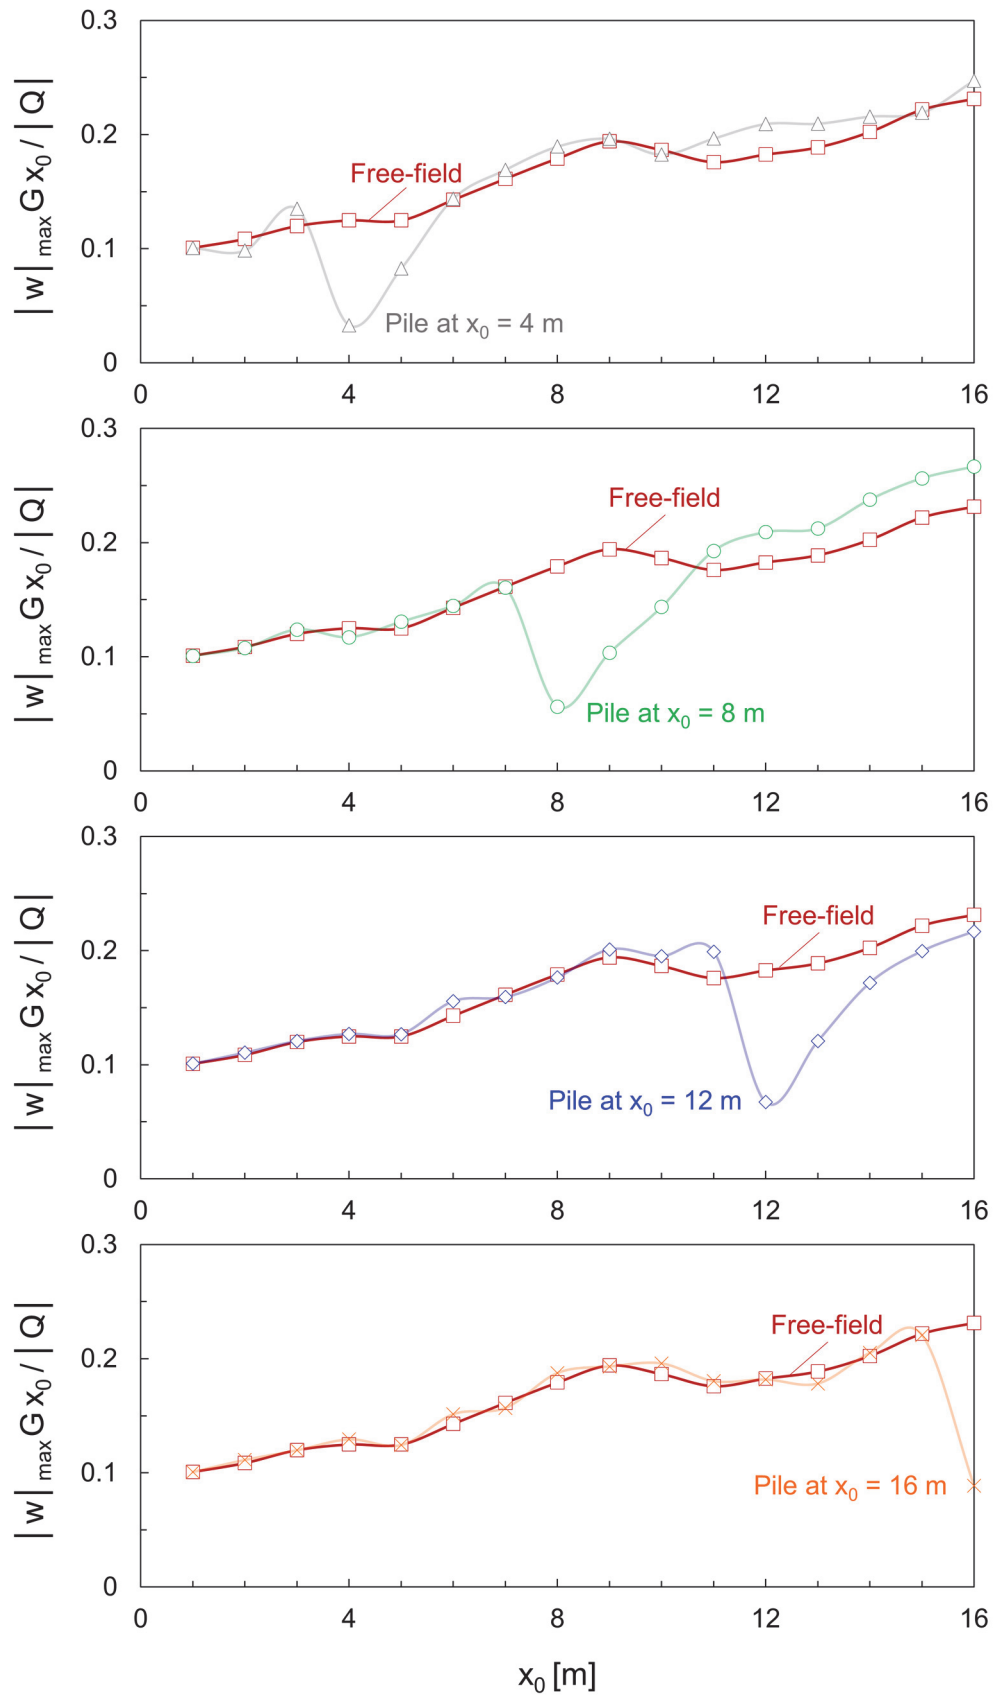 0.3
0.2
0.1
0
|w|max G x0 / |Q|
Free-field
Pile at x0 = 4 m
0 4 8 12 16
0.3
0.2
0.1
0
|w|max G x0 / |Q|
Free-field
Pile at x0 = 8 m
0 4 8 12 16
0.3
0.2
0.1
0
|w|max G x0 / |Q|
Free-field
Pile at x0 = 12 m
0 4 8 12 16
0.3
0.2
0.1
0
|w|max G x0 / |Q|
Free-field
Pile at x0 = 16 m
0 4 8 12 16
x0 [m]